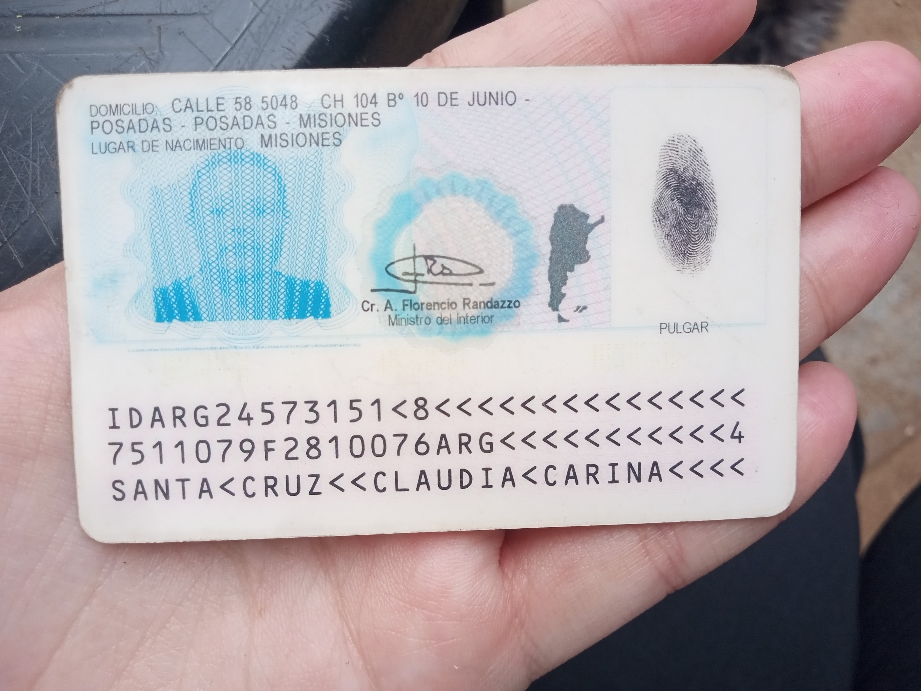 DOMICILIO: CALLE 58 5048 CH 104 Bº 10 DE JUNIO -
POSADAS - POSADAS - MISIONES
LUGAR DE NACIMIENTO: MISIONES
Cr. A. Florencio Randazzo
Ministro del Interior
PULGAR
IDARG24573151<8<<<<<<<<<<<<<<<
7511079F2810076ARG<<<<<<<<<<<4
SANTA<CRUZ<<CLAUDIA<CARINA<<<<